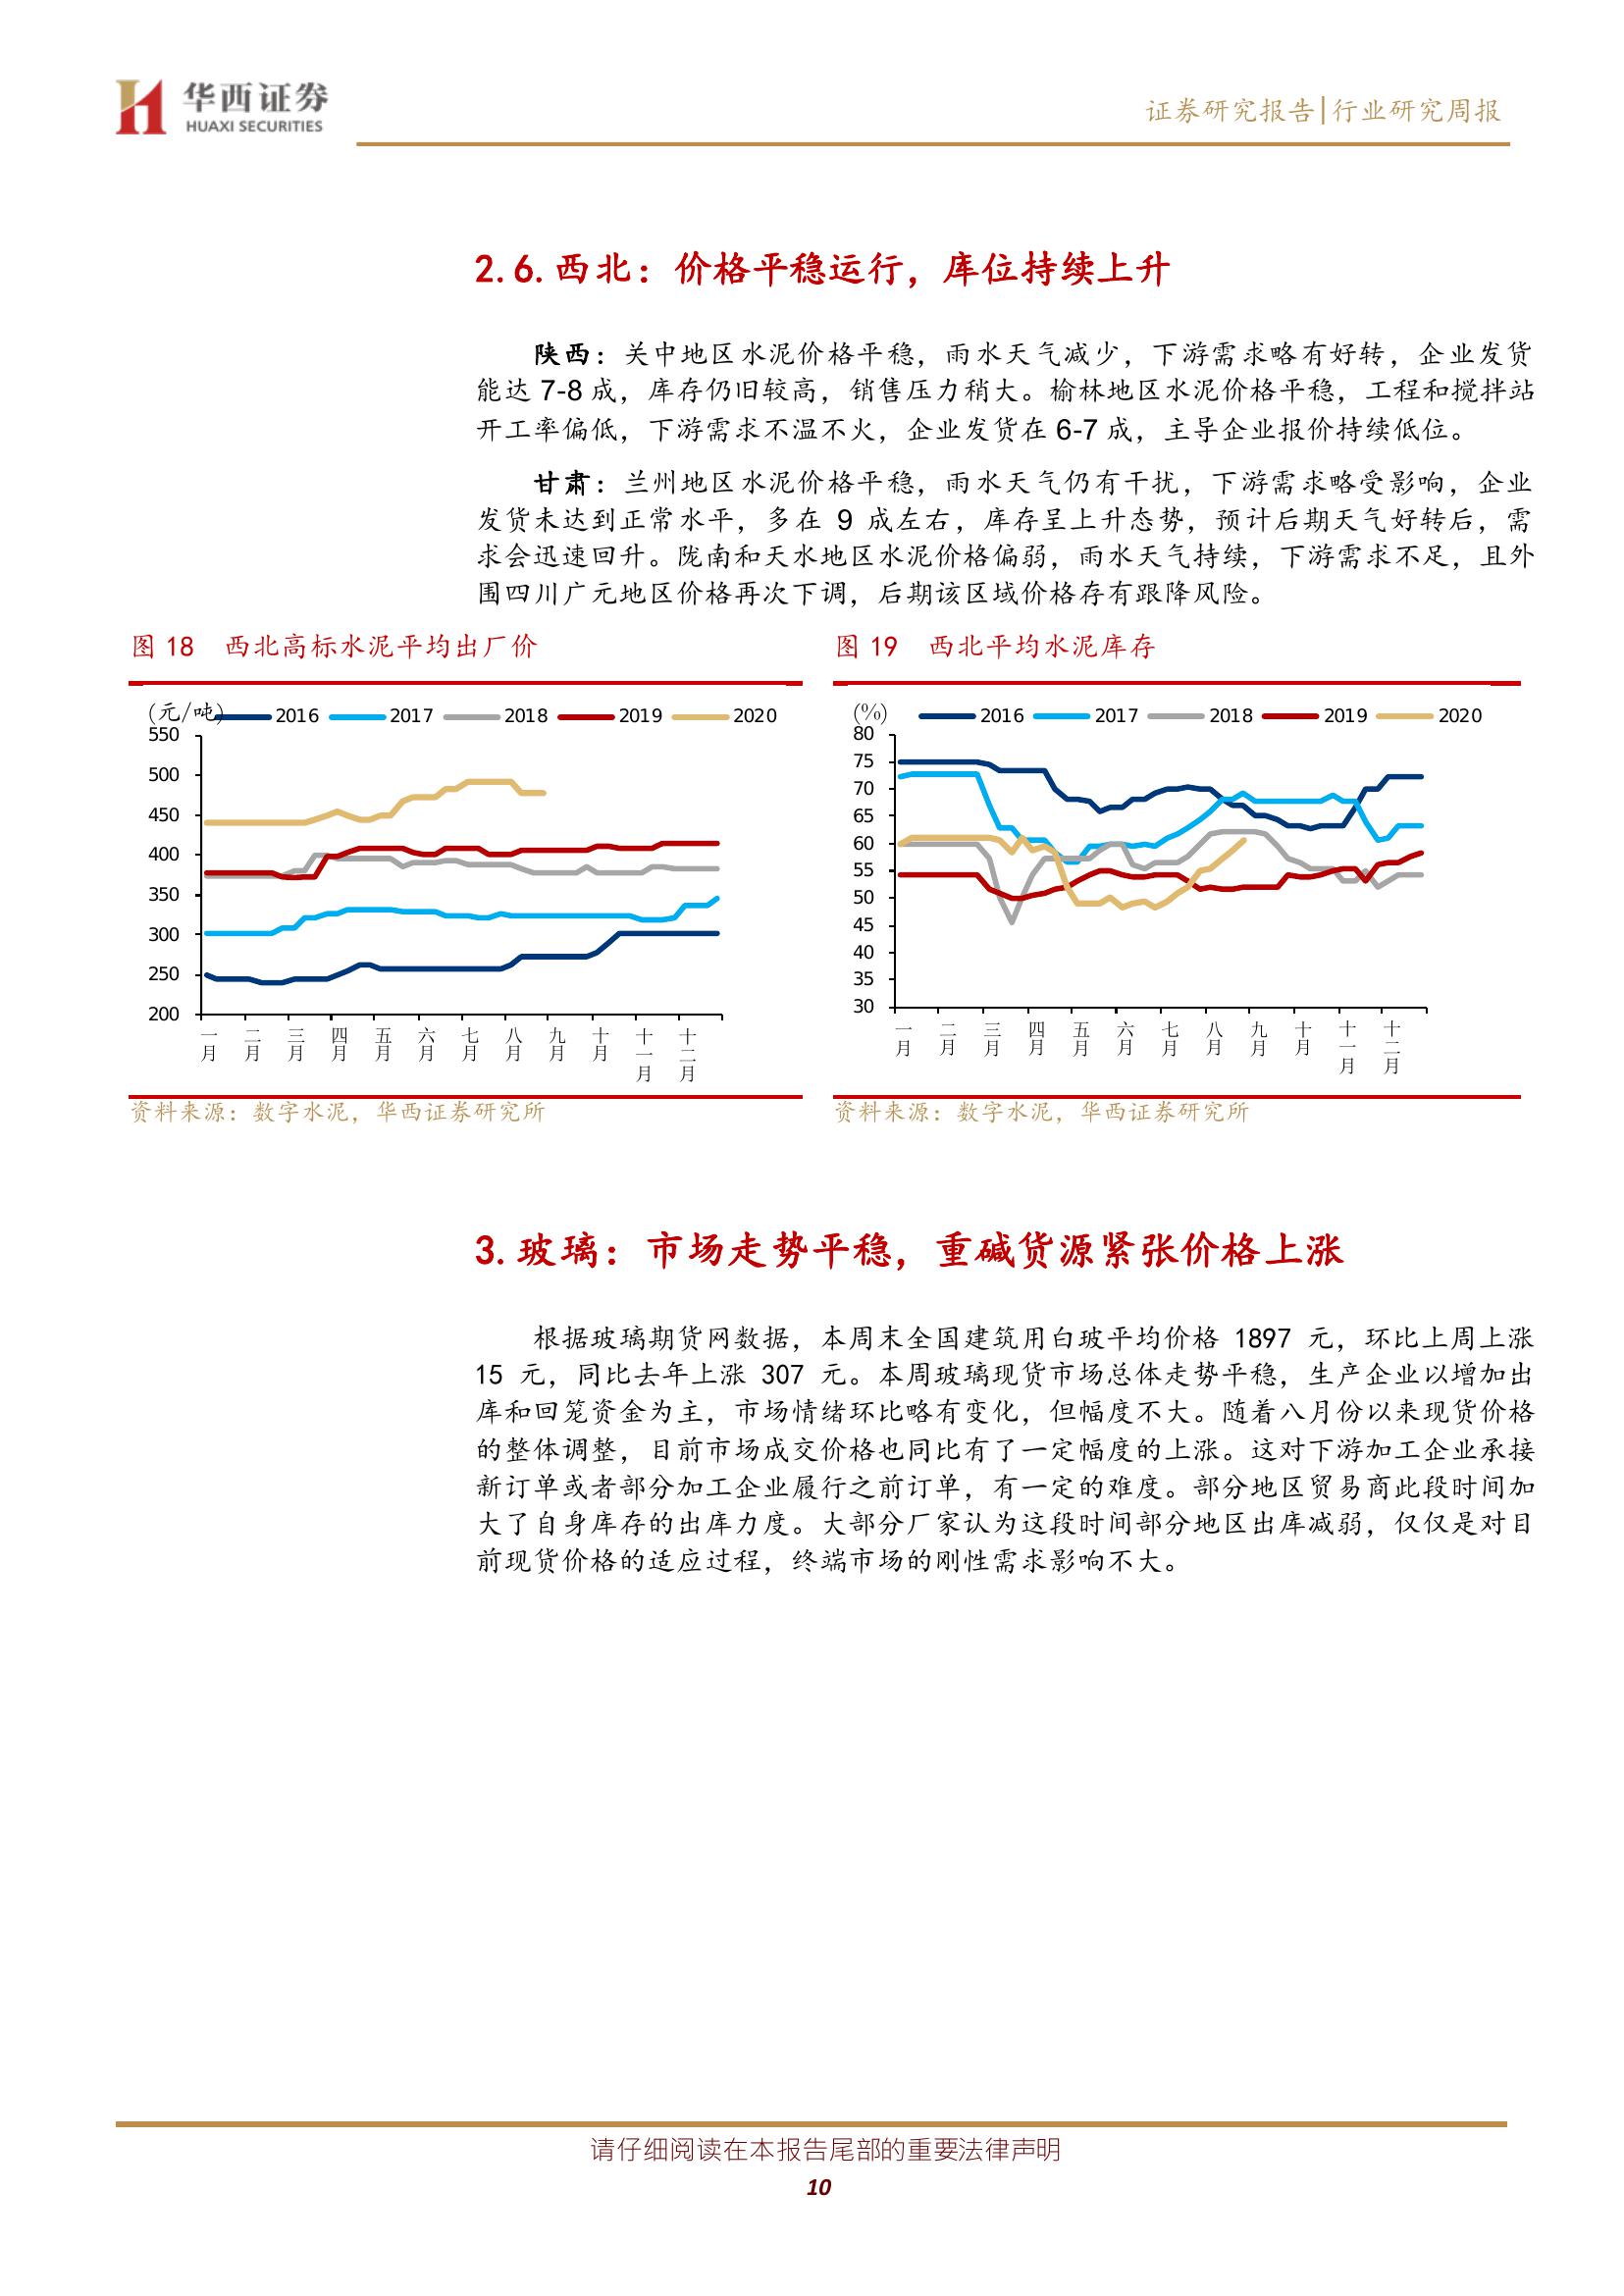 华西证券
HUAXI SECURITIES
证券研究报告|行业研究周报
2.6.西北：价格平稳运行，库位持续上升
陕西：关中地区水泥价格平稳，雨水天气减少，下游需求略有好转，企业发货
能达 7-8 成，库存仍旧较高，销售压力稍大。榆林地区水泥价格平稳，工程和搅拌站
开工率偏低，下游需求不温不火，企业发货在 6-7 成，主导企业报价持续低位。
甘肃：兰州地区水泥价格平稳，雨水天气仍有干扰，下游需求略受影响，企业
发货未达到正常水平，多在 9 成左右，库存呈上升态势，预计后期天气好转后，需
求会迅速回升。陇南和天水地区水泥价格偏弱，雨水天气持续，下游需求不足，且外
围四川广元地区价格再次下调，后期该区域价格存有跟降风险。
图 18 西北高标水泥平均出厂价
(元/吨) 2016 2017 2018 2019 2020
550
500
450
400
350
300
250
200
一月 二月 三月 四月 五月 六月 七月 八月 九月 十月 十一月 十二月
资料来源：数字水泥，华西证券研究所
图 19 西北平均水泥库存
(%) 2016 2017 2018 2019 2020
80
75
70
65
60
55
50
45
40
35
30
一月 二月 三月 四月 五月 六月 七月 八月 九月 十月 十一月 十二月
资料来源：数字水泥，华西证券研究所
3.玻璃：市场走势平稳，重碱货源紧张价格上涨
根据玻璃期货网数据，本周末全国建筑用白玻平均价格 1897 元，环比上周上涨
15 元，同比去年上涨 307 元。本周玻璃现货市场总体走势平稳，生产企业以增加出
库和回笼资金为主，市场情绪环比略有变化，但幅度不大。随着八月份以来现货价格
的整体调整，目前市场成交价格也同比有了一定幅度的上涨。这对下游加工企业承接
新订单或者部分加工企业履行之前订单，有一定的难度。部分地区贸易商此段时间加
大了自身库存的出库力度。大部分厂家认为这段时间部分地区出库减弱，仅仅是对目
前现货价格的适应过程，终端市场的刚性需求影响不大。
请仔细阅读在本报告尾部的重要法律声明
10